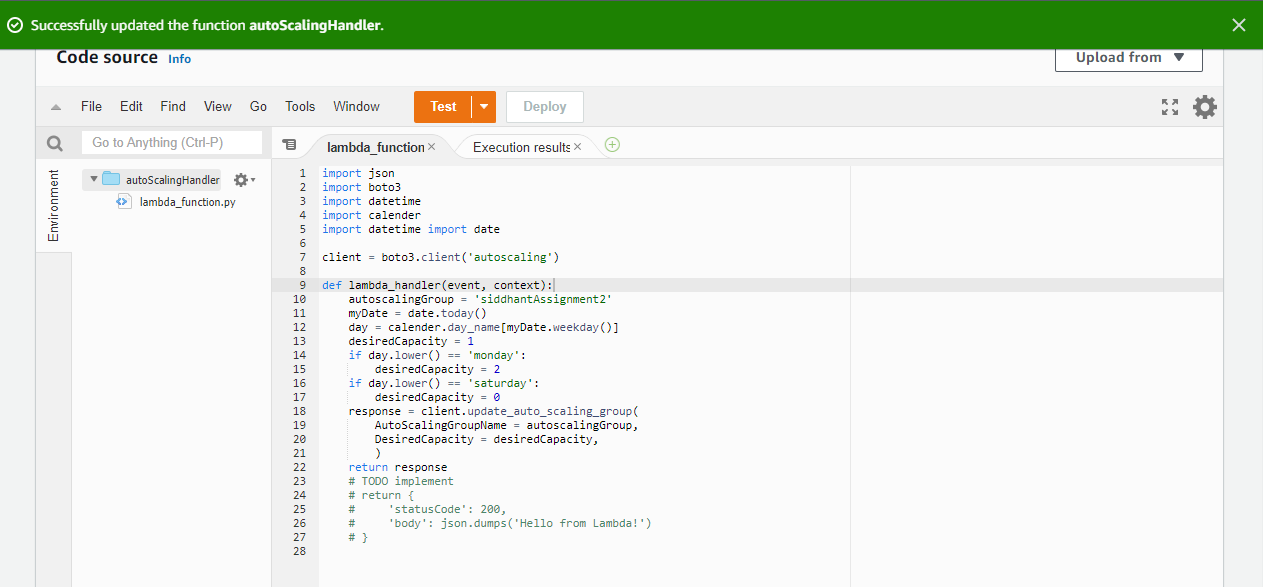 Successfully updated the function autoScalingHandler.
Code source Info
Upload from
File Edit Find View Go Tools Window Test Deploy
Go to Anything (Ctrl-P)
lambda_function Execution results
Environment
autoScalingHandler
lambda_function.py
1 import json
2 import boto3
3 import datetime
4 import calender
5 import datetime import date
6
7 client = boto3.client('autoscaling')
8
9 def lambda_handler(event, context):
10     autoscalingGroup = 'siddhantAssignment2'
11     myDate = date.today()
12     day = calender.day_name[myDate.weekday()]
13     desiredCapacity = 1
14     if day.lower() == 'monday':
15         desiredCapacity = 2
16     if day.lower() == 'saturday':
17         desiredCapacity = 0
18     response = client.update_auto_scaling_group(
19         AutoScalingGroupName = autoscalingGroup,
20         DesiredCapacity = desiredCapacity,
21         )
22     return response
23     # TODO implement
24     # return {
25     #     'statusCode': 200,
26     #     'body': json.dumps('Hello from Lambda!')
27     # }
28